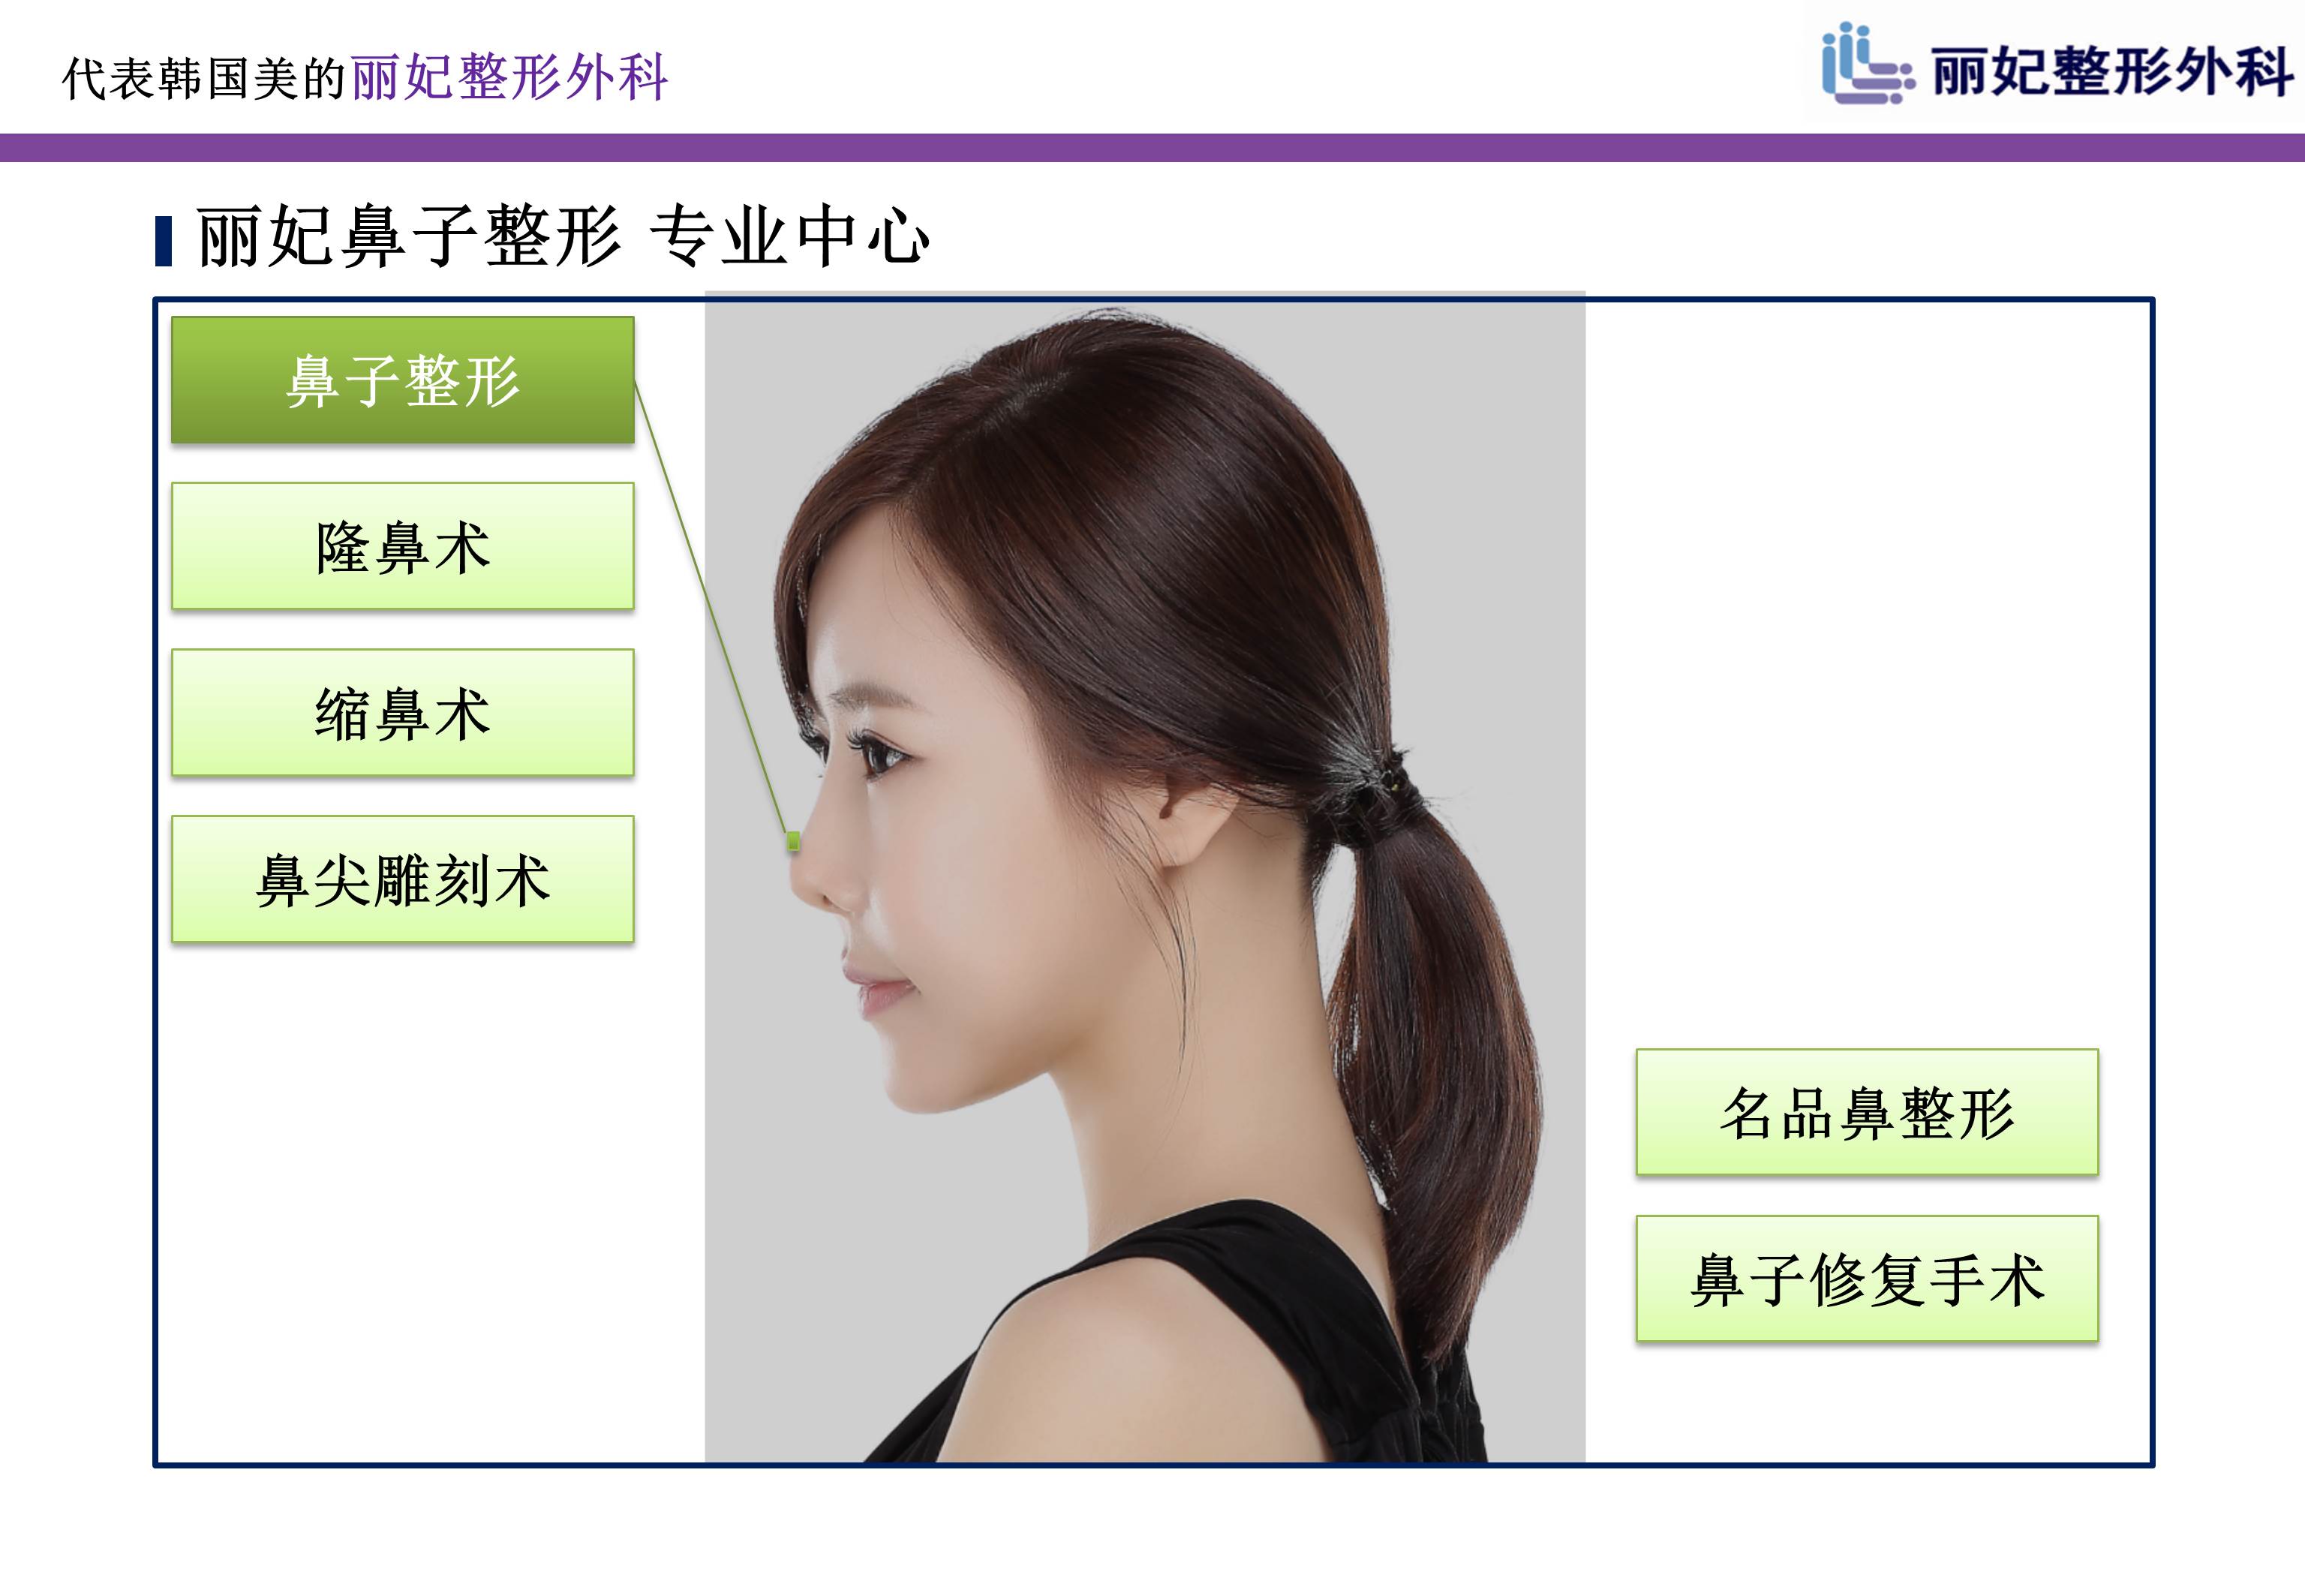 代表韩国美的丽妃整形外科
丽妃整形外科
丽妃鼻子整形 专业中心
鼻子整形
隆鼻术
缩鼻术
鼻尖雕刻术
名品鼻整形
鼻子修复手术